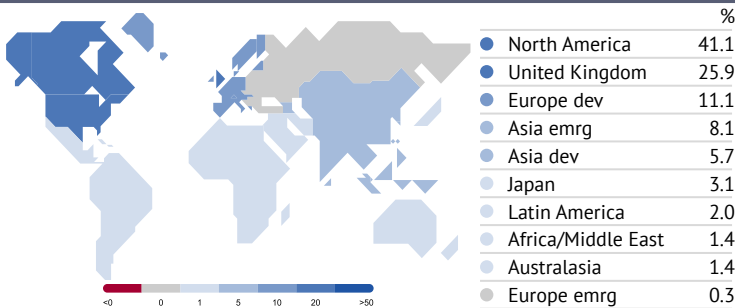 %
North America 41.1
United Kingdom 25.9
Europe dev 11.1
Asia emrg 8.1
Asia dev 5.7
Japan 3.1
Latin America 2.0
Africa/Middle East 1.4
Australasia 1.4
Europe emrg 0.3
<0 0 1 5 10 20 >50